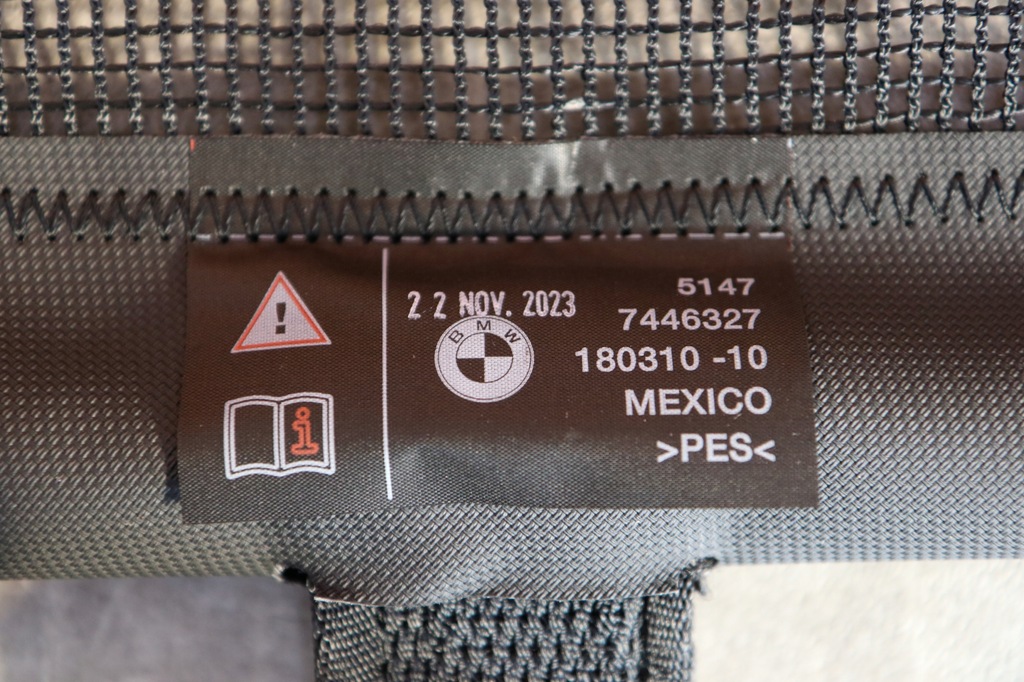 !
i
22 NOV. 2023
BMW
5147
7446327
180310 -10
MEXICO
>PES<